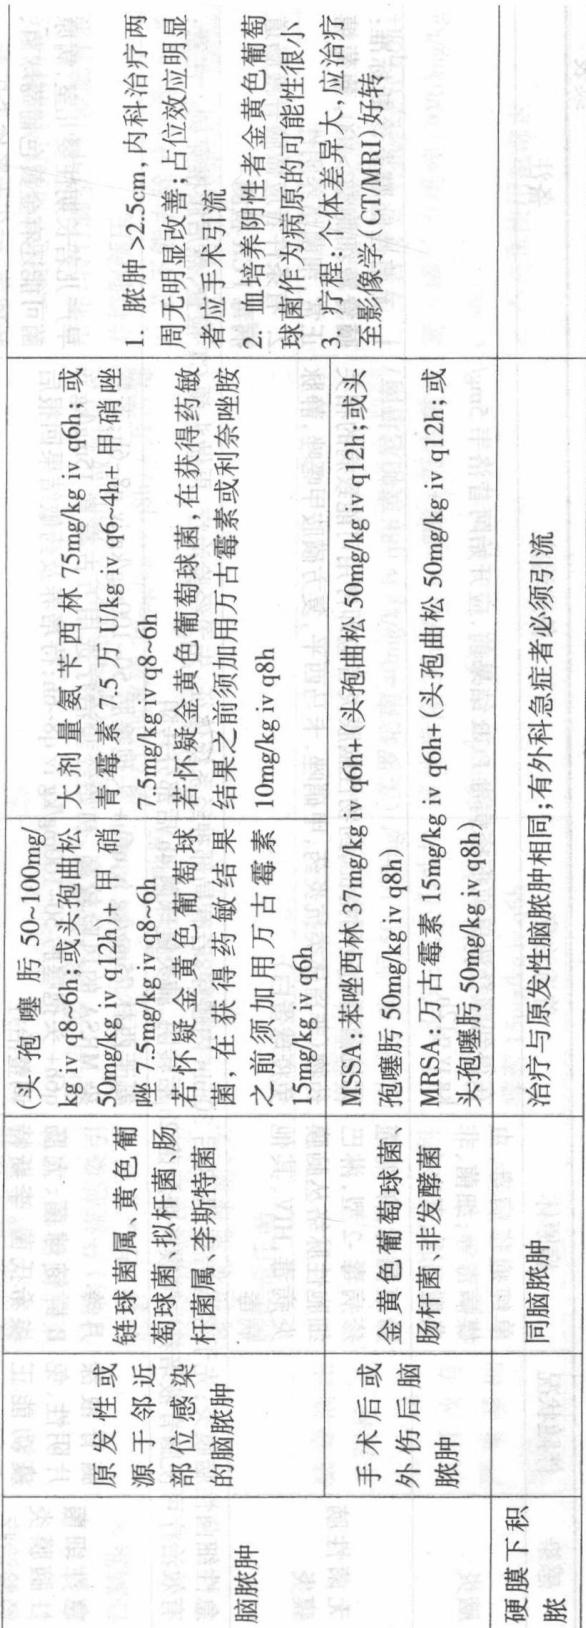 脑脓肿
原发性或
源于邻近
部位感染
的脑脓肿
链球菌属、黄色葡
萄球菌、拟杆菌、肠
杆菌属、李斯特菌
(头孢噻肟 50~100mg/
kg iv q8~6h;或头孢曲松
50mg/kg iv q12h)+ 甲硝
唑 7.5mg/kg iv q8~6h
若怀疑金黄色葡萄球
菌,在获得药敏结果
之前须加用万古霉素
15mg/kg iv q6h
大剂量氨苄西林 75mg/kg iv q6h;或
青霉素 7.5 万 U/kg iv q6~4h+ 甲硝唑
7.5mg/kg iv q8~6h
若怀疑金黄色葡萄球菌,在获得药敏
结果之前须加用万古霉素或利奈唑胺
10mg/kg iv q8h
1. 脓肿 >2.5cm,内科治疗两
周无明显改善;占位效应明显
者应手术引流
2. 血培养阴性者金黄色葡萄
球菌作为病原的可能性很小
3. 疗程:个体差异大,应治疗
至影像学(CT/MRI)好转
手术后或
外伤后脑
脓肿
金黄色葡萄球菌、
肠杆菌、非发酵菌
MSSA:苯唑西林 37mg/kg iv q6h+(头孢曲松 50mg/kg iv q12h;或头
孢噻肟 50mg/kg iv q8h)
MRSA:万古霉素 15mg/kg iv q6h+(头孢曲松 50mg/kg iv q12h;或
头孢噻肟 50mg/kg iv q8h)
硬膜下积
脓
同脑脓肿
治疗与原发性脑脓肿相同;有外科急症者必须引流